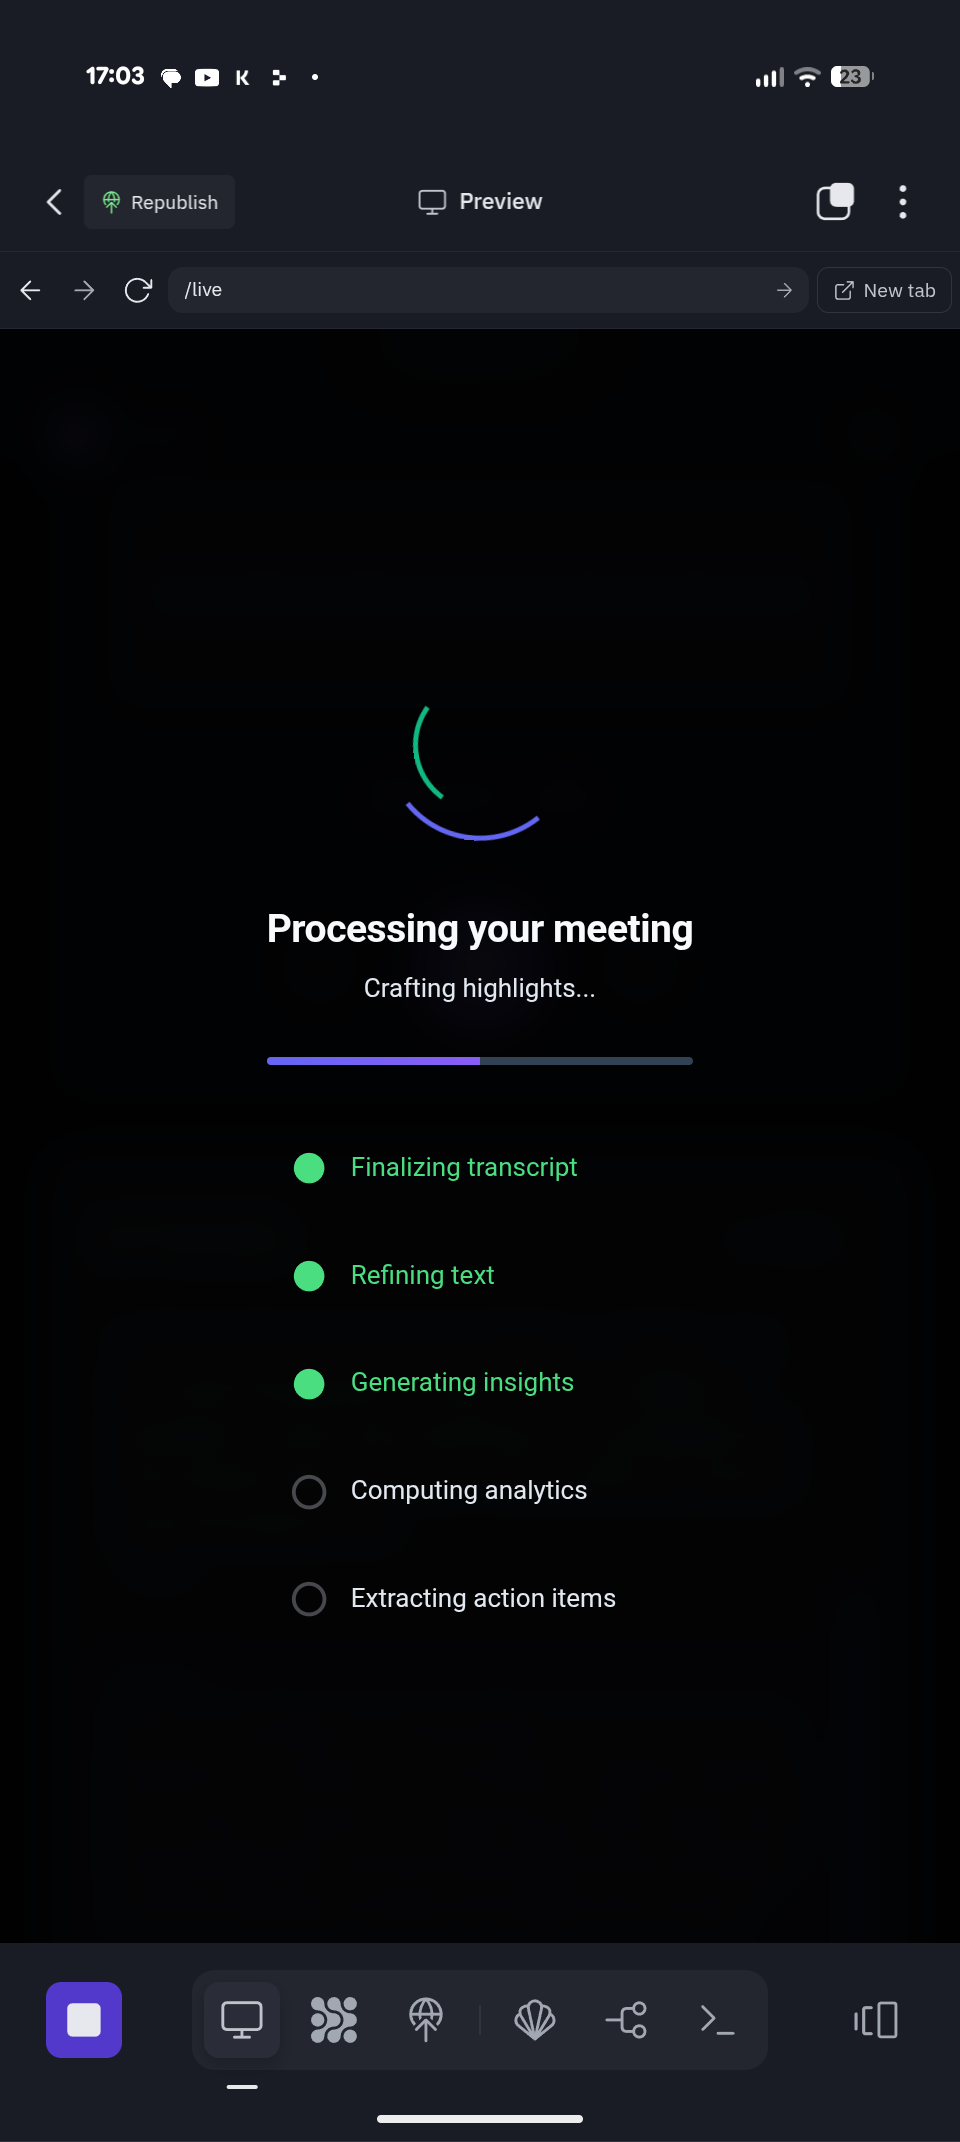 17:03
23
Republish
Preview
/live
New tab
Processing your meeting
Crafting highlights...
Finalizing transcript
Refining text
Generating insights
Computing analytics
Extracting action items